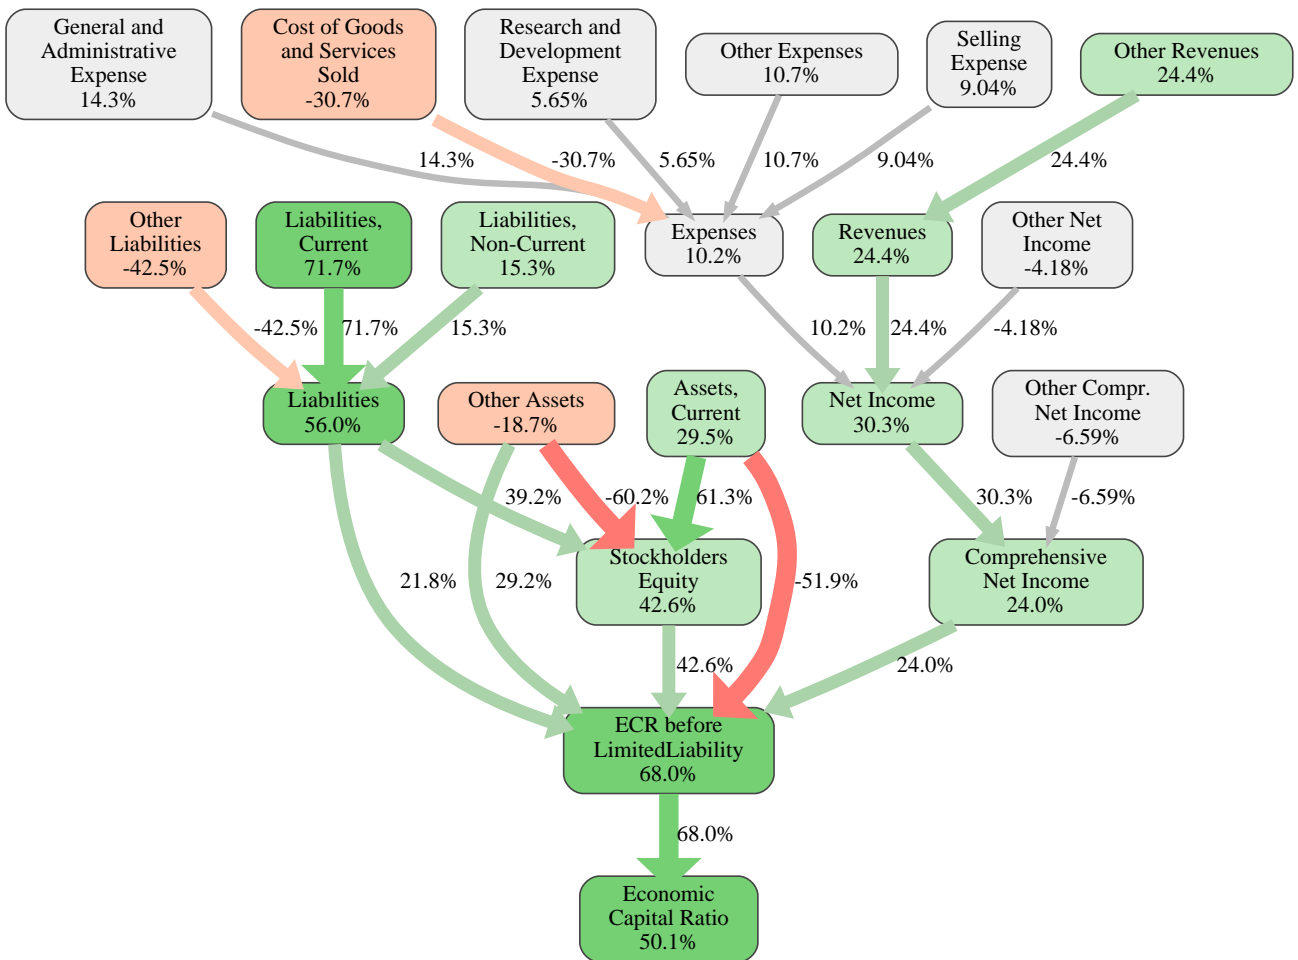 General and
Administrative
Expense
14.3%
Cost of Goods
and Services
Sold
-30.7%
Research and
Development
Expense
5.65%
Other Expenses
10.7%
Selling
Expense
9.04%
Other Revenues
24.4%
14.3%
-30.7%
5.65%
10.7%
9.04%
24.4%
Other
Liabilities
-42.5%
Liabilities,
Current
71.7%
Liabilities,
Non-Current
15.3%
Expenses
10.2%
Revenues
24.4%
Other Net
Income
-4.18%
-42.5%
71.7%
15.3%
10.2%
24.4%
-4.18%
Liabilities
56.0%
Other Assets
-18.7%
Assets,
Current
29.5%
Net Income
30.3%
Other Compr.
Net Income
-6.59%
39.2%
-60.2%
61.3%
30.3%
-6.59%
21.8%
29.2%
Stockholders
Equity
42.6%
-51.9%
Comprehensive
Net Income
24.0%
42.6%
24.0%
ECR before
LimitedLiability
68.0%
68.0%
Economic
Capital Ratio
50.1%